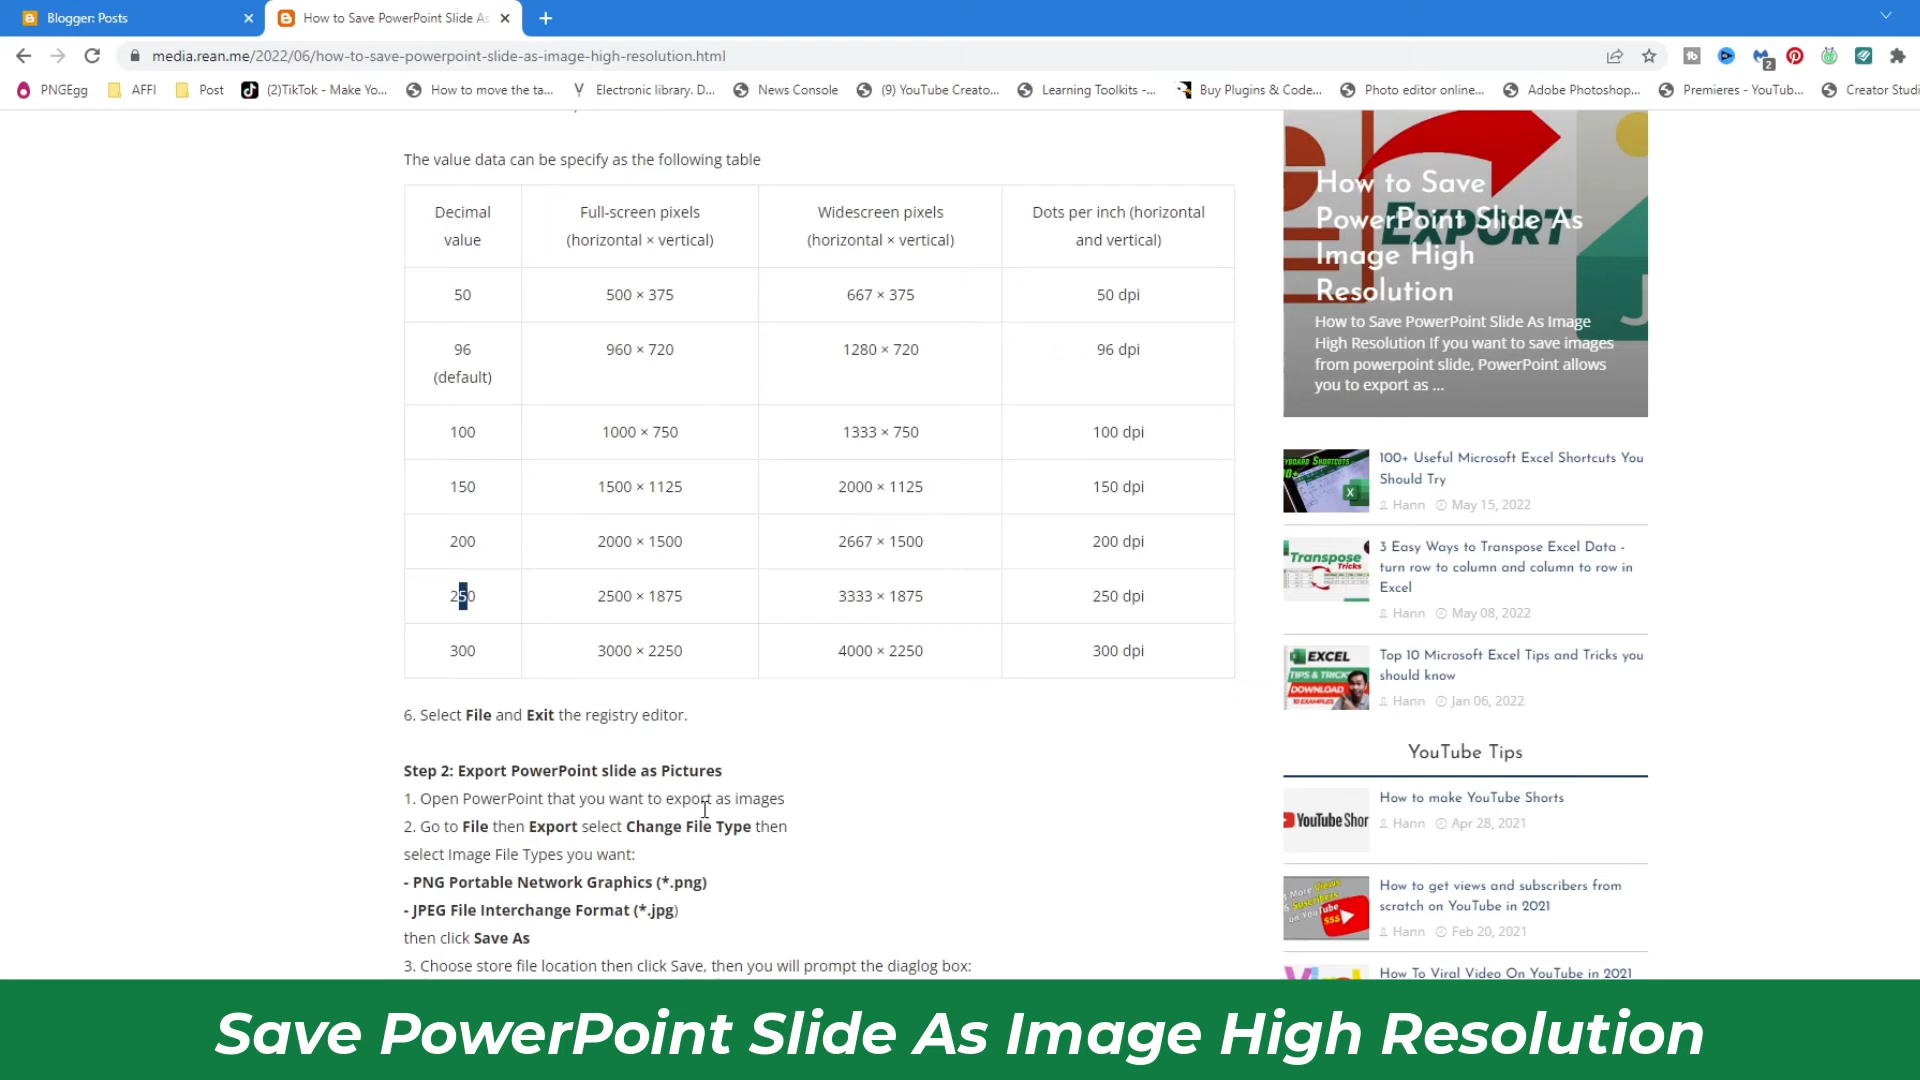 Blogger: Posts
How to Save PowerPoint Slide As
media.rean.me/2022/06/how-to-save-powerpoint-slide-as-image-high-resolution.html
2
PNGEgg
AFFI
Post
(2)TikTok - Make Yo...
How to move the ta...
Electronic library. D...
News Console
(9) YouTube Creato...
Learning Toolkits -...
Buy Plugins & Code...
Photo editor online...
Adobe Photoshop...
Premieres - YouTub...
Creator Studi
The value data can be specify as the following table
Decimal value
Full-screen pixels (horizontal × vertical)
Widescreen pixels (horizontal × vertical)
Dots per inch (horizontal and vertical)
50 500 × 375 667 × 375 50 dpi
96 (default) 960 × 720 1280 × 720 96 dpi
100 1000 × 750 1333 × 750 100 dpi
150 1500 × 1125 2000 × 1125 150 dpi
200 2000 × 1500 2667 × 1500 200 dpi
250 2500 × 1875 3333 × 1875 250 dpi
300 3000 × 2250 4000 × 2250 300 dpi
6. Select File and Exit the registry editor.
Step 2: Export PowerPoint slide as Pictures
1. Open PowerPoint that you want to export as images
2. Go to File then Export select Change File Type then
select Image File Types you want:
- PNG Portable Network Graphics (*.png)
- JPEG File Interchange Format (*.jpg)
then click Save As
3. Choose store file location then click Save, then you will prompt the diaglog box:
EXPORT
How to Save
PowerPoint Slide As
Image High
Resolution
How to Save PowerPoint Slide As Image
High Resolution If you want to save images
from powerpoint slide, PowerPoint allows
you to export as ...
100+ Useful Microsoft Excel Shortcuts You
Should Try
Hann May 15, 2022
Transpose
Tricks
3 Easy Ways to Transpose Excel Data -
turn row to column and column to row in
Excel
Hann May 08, 2022
EXCEL
TIPS & TRICK
DOWNLOAD
10 EXAMPLES
Top 10 Microsoft Excel Tips and Tricks you
should know
Hann Jan 06, 2022
YouTube Tips
YouTube Shor
How to make YouTube Shorts
Hann Apr 28, 2021
More Views
on YouTube
$$$
How to get views and subscribers from
scratch on YouTube in 2021
Hann Feb 20, 2021
How To Viral Video On YouTube in 2021
Save PowerPoint Slide As Image High Resolution